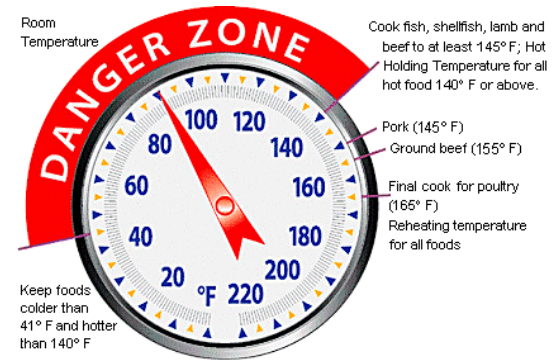 Room
Temperature
DANGER ZONE
Cook fish, shellfish, lamb and
beef to at least 145° F; Hot
Holding Temperature for all
hot food 140° F or above.
Pork (145° F)
Ground beef (155° F)
Final cook for poultry
(165° F)
Reheating temperature
for all foods
Keep foods
colder than
41° F and hotter
than 140° F
20
40
60
80
100
120
140
160
180
200
220
°F